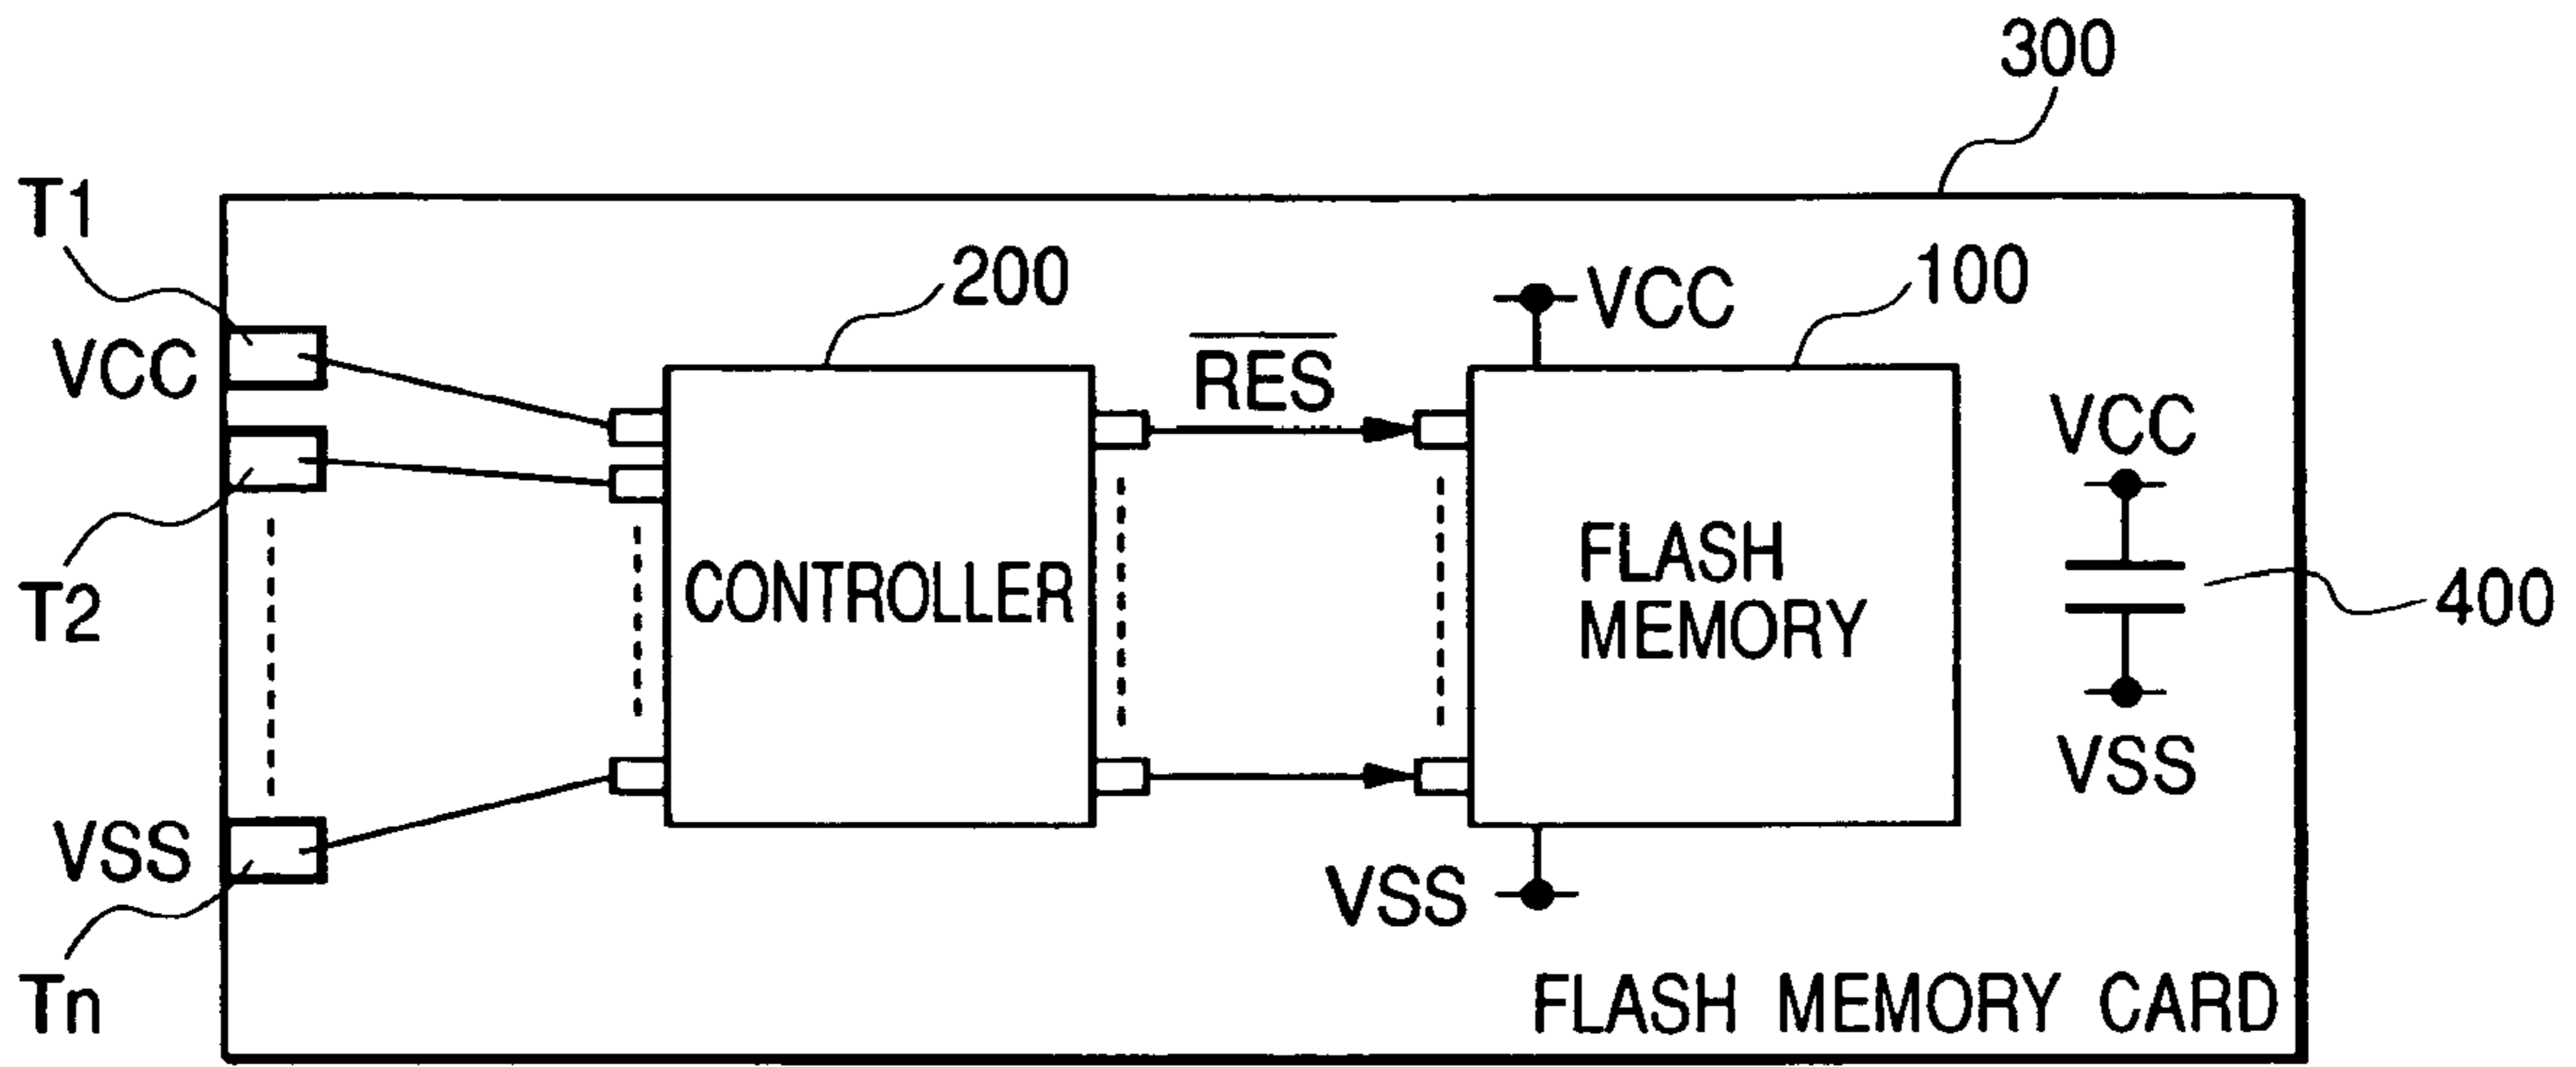 300
T1
200
VCC
100
VCC
RES
VCC
T2
CONTROLLER
FLASH
MEMORY
400
VSS
VSS
VSS
Tn
FLASH MEMORY CARD